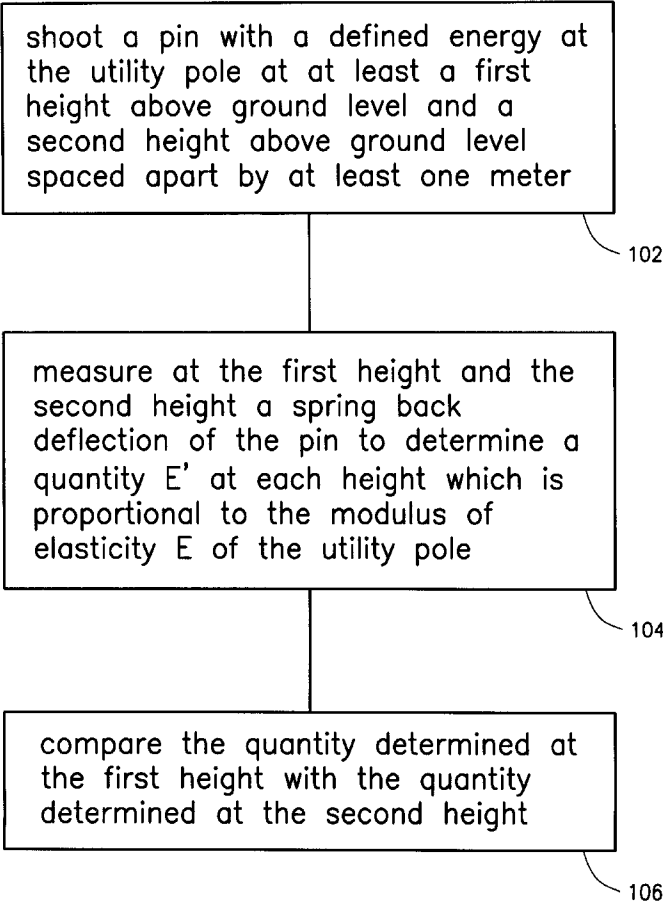 shoot a pin with a defined energy at
the utility pole at at least a first
height above ground level and a
second height above ground level
spaced apart by at least one meter
102
measure at the first height and the
second height a spring back
deflection of the pin to determine a
quantity E' at each height which is
proportional to the modulus of
elasticity E of the utility pole
104
compare the quantity determined at
the first height with the quantity
determined at the second height
106